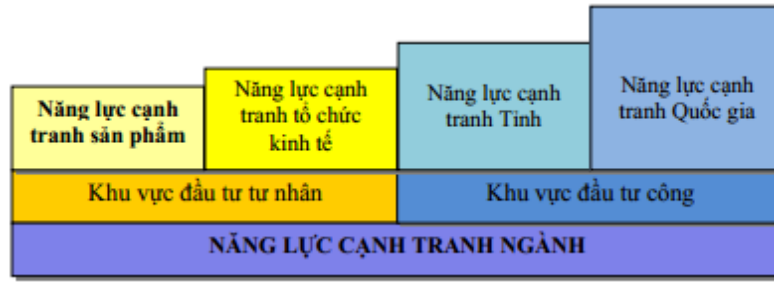 Năng lực cạnh
tranh sản phẩm
Năng lực cạnh
tranh tổ chức
kinh tế
Năng lực cạnh
tranh Tỉnh
Năng lực cạnh
tranh Quốc gia
Khu vực đầu tư tư nhân
Khu vực đầu tư công
NĂNG LỰC CẠNH TRANH NGÀNH